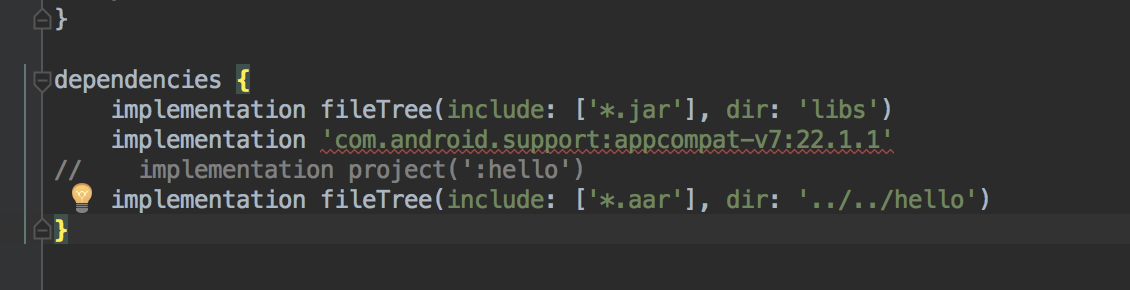 }
dependencies {
    implementation fileTree(include: ['*.jar'], dir: 'libs')
    implementation 'com.android.support:appcompat-v7:22.1.1'
//    implementation project(':hello')
    implementation fileTree(include: ['*.aar'], dir: '../../hello')
}